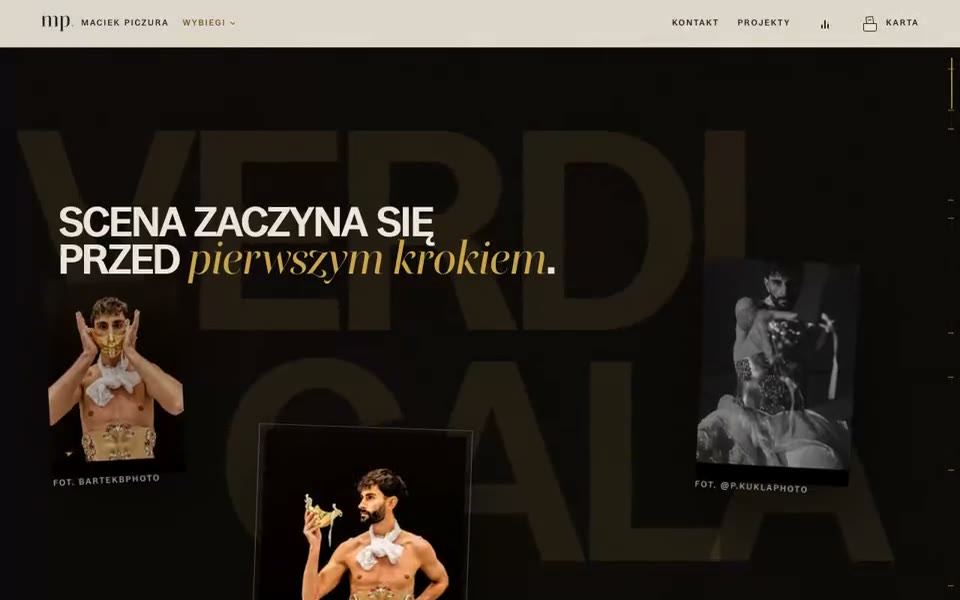 mp. MACIEK PICZURA WYBIEGI KONTAKT PROJEKTY KARTA
VERDI
SCENA ZACZYNA SIĘ
PRZED pierwszym krokiem.
GALA
FOT. BARTEKBPHOTO
FOT. @P.KUKLAPHOTO